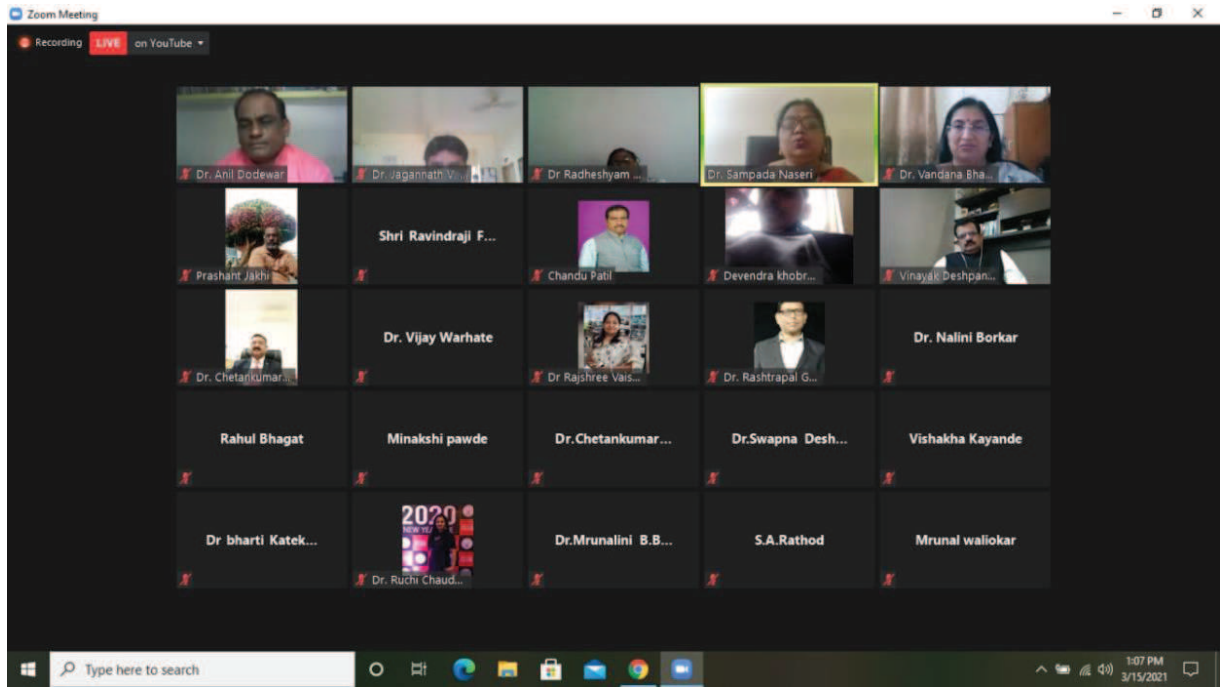 Zoom Meeting
Recording LIVE on YouTube
Dr. Anil Dodewar
Dr. Jagannath V...
Dr Radheshyam ...
Dr. Sampada Naseri
Dr. Vandana Bha...
Prashant Jakhi
Shri Ravindraji F...
Chandu Patil
Devendra khobr...
Vinayak Deshpan...
Dr. Chetankumar...
Dr. Vijay Warhate
Dr Rajshree Vais...
Dr. Rashtrapal G...
Dr. Nalini Borkar
Rahul Bhagat
Minakshi pawde
Dr.Chetankumar...
Dr.Swapna Desh...
Vishakha Kayande
Dr bharti Katek...
2020
NEW YE
Dr. Ruchi Chaud...
Dr.Mrunalini B.B...
S.A.Rathod
Mrunal waliokar
Type here to search
1:07 PM
3/15/2021